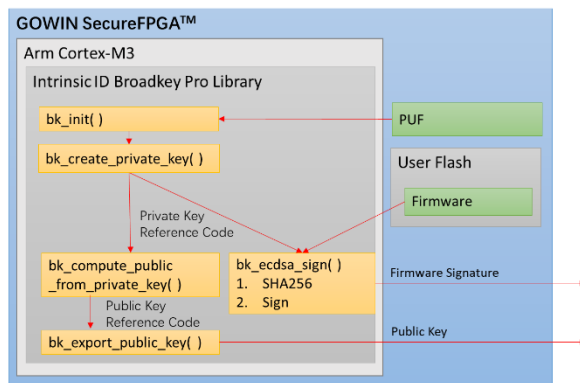 GOWIN SecureFPGA™
Arm Cortex-M3
Intrinsic ID Broadkey Pro Library
bk_init( )
PUF
bk_create_private_key( )
User Flash
Firmware
Private Key
Reference Code
bk_compute_public
_from_private_key( )
bk_ecdsa_sign( )
1. SHA256
2. Sign
Firmware Signature
Public Key
Reference Code
bk_export_public_key( )
Public Key